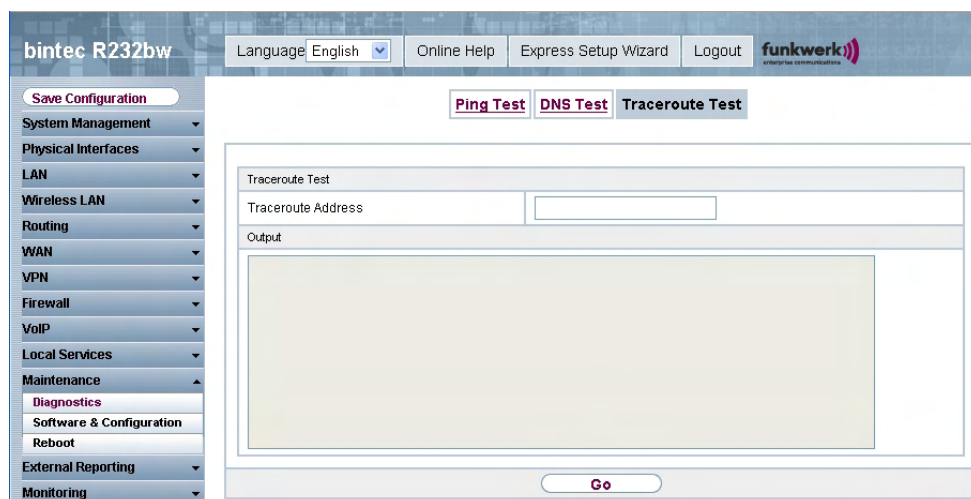 bintec R232bw
Language English Online Help Express Setup Wizard Logout funkwerk
enterprise communications
Save Configuration
System Management
Physical Interfaces
LAN
Wireless LAN
Routing
WAN
VPN
Firewall
VoIP
Local Services
Maintenance
Diagnostics
Software & Configuration
Reboot
External Reporting
Monitoring
Ping Test DNS Test Traceroute Test
Traceroute Test
Traceroute Address
Output
Go